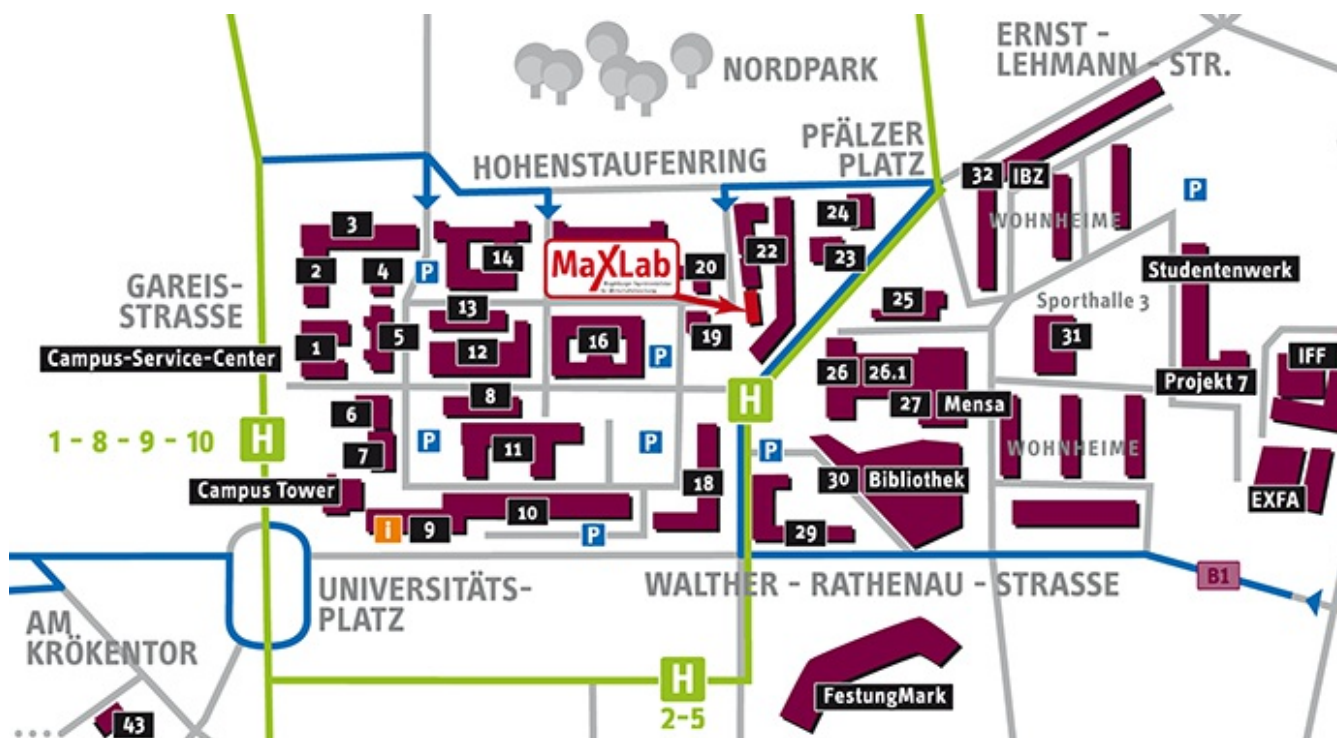 ERNST -
LEHMANN - STR.
NORDPARK
PFÄLZER
PLATZ
HOHENSTAUFENRING
32
IBZ
P
WOHNHEIME
3
24
14
MaXLab
22
23
2
4
P
20
Studentenwerk
GAREIS-
STRASSE
13
25
Sporthalle 3
5
19
31
1
12
16
P
Campus-Service-Center
26
26.1
IFF
Projekt 7
8
H
27
Mensa
6
1 - 8 - 9 - 10
H
P
11
P
P
WOHNHEIME
7
Campus Tower
18
30
Bibliothek
EXFA
10
i
9
P
29
B1
UNIVERSITÄTS-
PLATZ
WALTHER - RATHENAU - STRASSE
AM
KRÖKENTOR
H
2-5
FestungMark
43